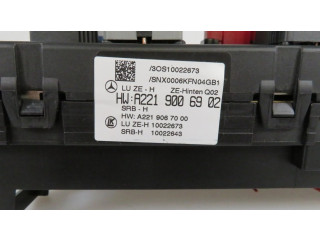 /3OS10022673
/SNX0006KFN04GB1
LU ZE - H ZE-Hinten Q02
HW:A221 900 69 02
SRB - H
HW: A221 906 70 00
LU ZE-H 10022673
SRB-H 10022643